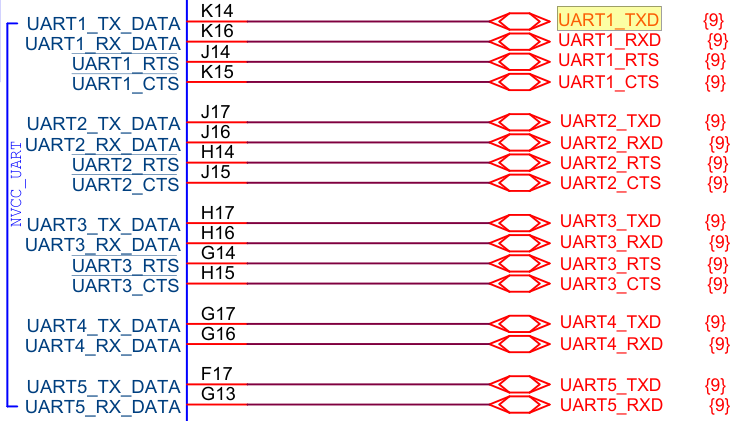 UART1_TX_DATA K14 UART1_TXD {9}
UART1_RX_DATA K16 UART1_RXD {9}
UART1_RTS J14 UART1_RTS {9}
UART1_CTS K15 UART1_CTS {9}
UART2_TX_DATA J17 UART2_TXD {9}
UART2_RX_DATA J16 UART2_RXD {9}
UART2_RTS H14 UART2_RTS {9}
UART2_CTS J15 UART2_CTS {9}
NVCC_UART
UART3_TX_DATA H17 UART3_TXD {9}
UART3_RX_DATA H16 UART3_RXD {9}
UART3_RTS G14 UART3_RTS {9}
UART3_CTS H15 UART3_CTS {9}
UART4_TX_DATA G17 UART4_TXD {9}
UART4_RX_DATA G16 UART4_RXD {9}
UART5_TX_DATA F17 UART5_TXD {9}
UART5_RX_DATA G13 UART5_RXD {9}